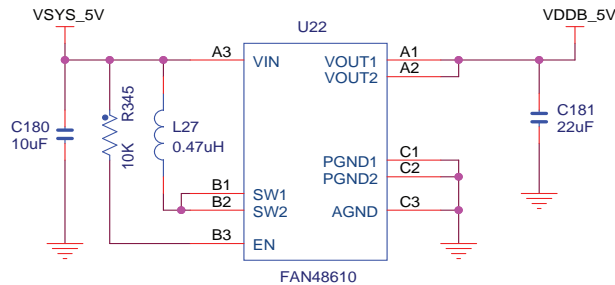 VSYS_5V
VDDB_5V
U22
A3
VIN
VOUT1
A1
VOUT2
A2
C180
10uF
R345
10K
L27
0.47uH
C181
22uF
PGND1
C1
PGND2
C2
B1
SW1
B2
SW2
AGND
C3
B3
EN
FAN48610